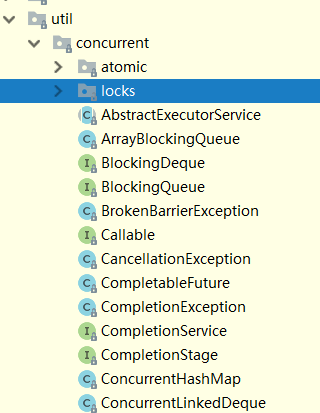 util
concurrent
atomic
locks
C AbstractExecutorService
C ArrayBlockingQueue
I BlockingDeque
I BlockingQueue
C BrokenBarrierException
I Callable
C CancellationException
C CompletableFuture
C CompletionException
I CompletionService
I CompletionStage
C ConcurrentHashMap
C ConcurrentLinkedDeque